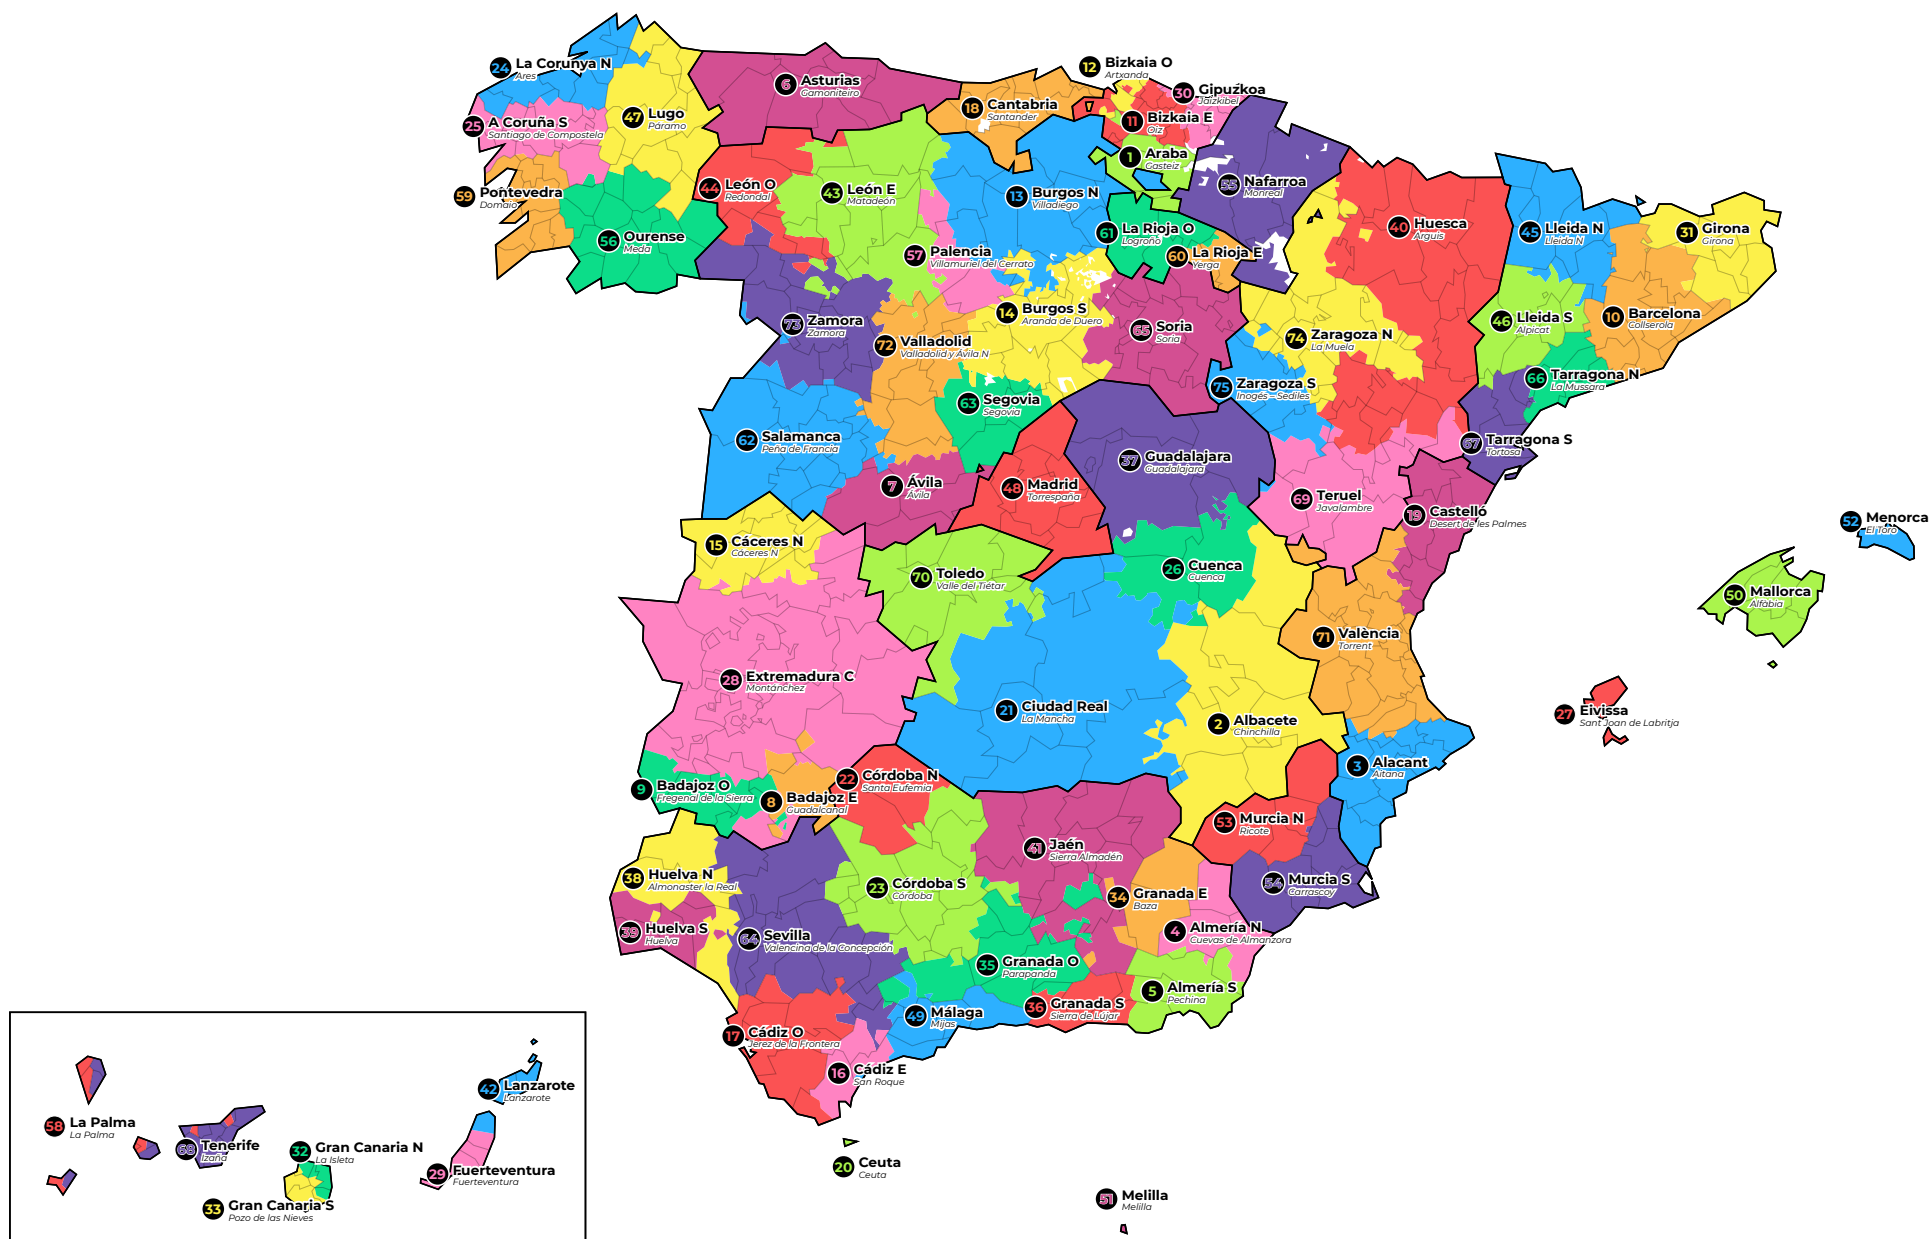 24 La Corunya N
Ares
25 A Coruña S
Santiago de Compostela
47 Lugo
Páramo
59 Pontevedra
Domaio
56 Ourense
Meda
6 Asturias
Gamoniteiro
18 Cantabria
Santander
12 Bizkaia O
Artxanda
30 Gipuzkoa
Jaizkibel
11 Bizkaia E
Oiz
1 Araba
Gasteiz
55 Nafarroa
Monreal
44 León O
Redondal
43 León E
Matadeón
13 Burgos N
Villadiego
61 La Rioja O
Logroño
60 La Rioja E
Yerga
57 Palencia
Villamuriel del Cerrato
40 Huesca
Arguis
45 Lleida N
Lleida N
31 Girona
Girona
73 Zamora
Zamora
72 Valladolid
Valladolid y Ávila N
14 Burgos S
Aranda de Duero
65 Soria
Soria
74 Zaragoza N
La Muela
46 Lleida S
Alpicat
10 Barcelona
Collserola
75 Zaragoza S
Inogés - Sediles
66 Tarragona N
La Mussara
63 Segovia
Segovia
62 Salamanca
Peña de Francia
67 Tarragona S
Tortosa
37 Guadalajara
Guadalajara
7 Ávila
Ávila
48 Madrid
Torrespaña
69 Teruel
Javalambre
19 Castelló
Desert de les Palmes
52 Menorca
El Toro
15 Cáceres N
Cáceres N
70 Toledo
Valle del Tiétar
26 Cuenca
Cuenca
50 Mallorca
Alfàbia
71 València
Torrent
28 Extremadura C
Montánchez
21 Ciudad Real
La Mancha
2 Albacete
Chinchilla
27 Eivissa
Sant Joan de Labritja
3 Alacant
Aitana
9 Badajoz O
Fregenal de la Sierra
8 Badajoz E
Guadalcanal
22 Córdoba N
Santa Eufemia
53 Murcia N
Ricote
41 Jaén
Sierra Almadén
38 Huelva N
Almonaster la Real
23 Córdoba S
Córdoba
34 Granada E
Baza
54 Murcia S
Carrascoy
39 Huelva S
Huelva
64 Sevilla
Valencina de la Concepción
4 Almería N
Cuevas de Almanzora
35 Granada O
Parapanda
5 Almería S
Pechina
36 Granada S
Sierra de Lújar
49 Málaga
Mijas
17 Cádiz O
Jerez de la Frontera
16 Cádiz E
San Roque
20 Ceuta
Ceuta
51 Melilla
Melilla
42 Lanzarote
Lanzarote
58 La Palma
La Palma
68 Tenerife
Izaña
32 Gran Canaria N
La Isleta
29 Fuerteventura
Fuerteventura
33 Gran Canaria S
Pozo de las Nieves